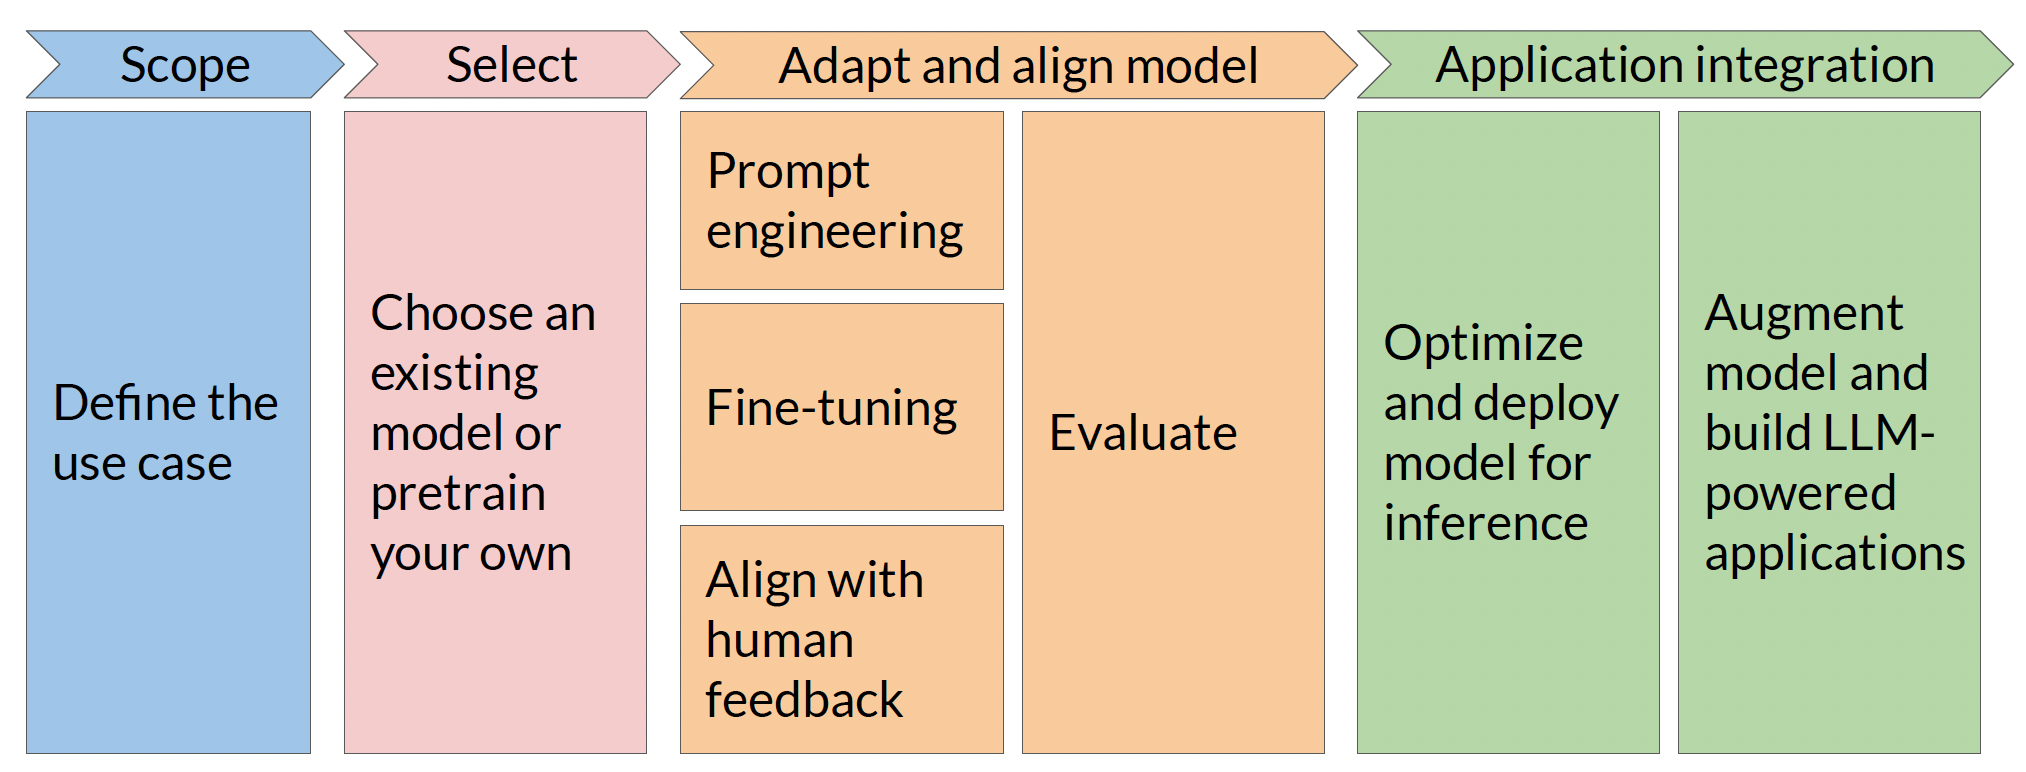 Scope
Select
Adapt and align model
Application integration
Define the
use case
Choose an
existing
model or
pretrain
your own
Prompt
engineering
Fine-tuning
Align with
human
feedback
Evaluate
Optimize
and deploy
model for
inference
Augment
model and
build LLM-
powered
applications